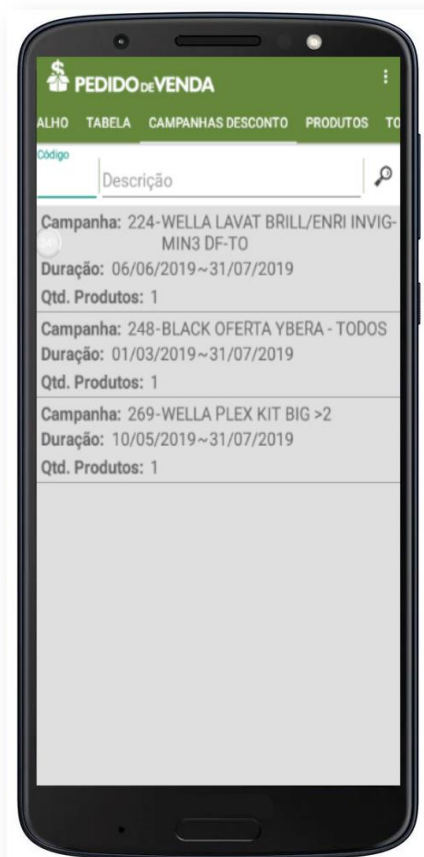 PEDIDO DE VENDA
ALHO TABELA CAMPANHAS DESCONTO PRODUTOS TO
Código
Descrição
Campanha: 224-WELLA LAVAT BRILL/ENRI INVIG-
MIN3 DF-TO
Duração: 06/06/2019~31/07/2019
Qtd. Produtos: 1
Campanha: 248-BLACK OFERTA YBERA - TODOS
Duração: 01/03/2019~31/07/2019
Qtd. Produtos: 1
Campanha: 269-WELLA PLEX KIT BIG >2
Duração: 10/05/2019~31/07/2019
Qtd. Produtos: 1